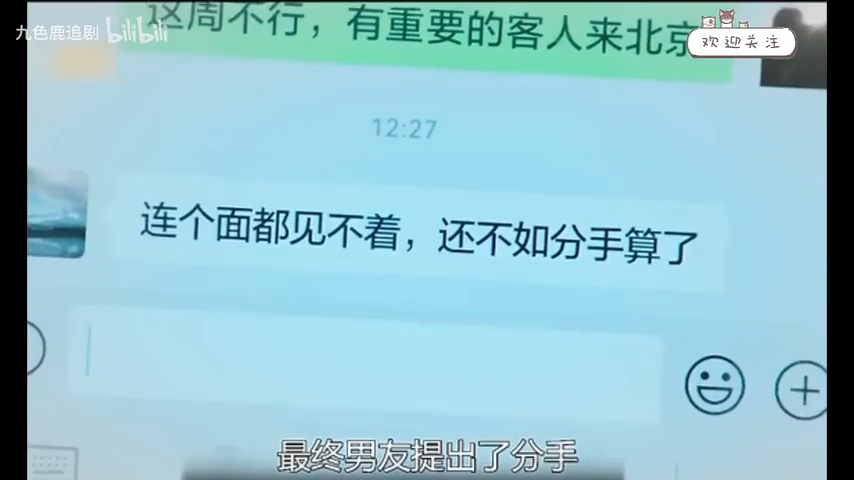 九色鹿追剧 bilibili
欢迎关注
这周不行，有重要的客人来北京
12:27
连个面都见不着，还不如分手算了
最终男友提出了分手